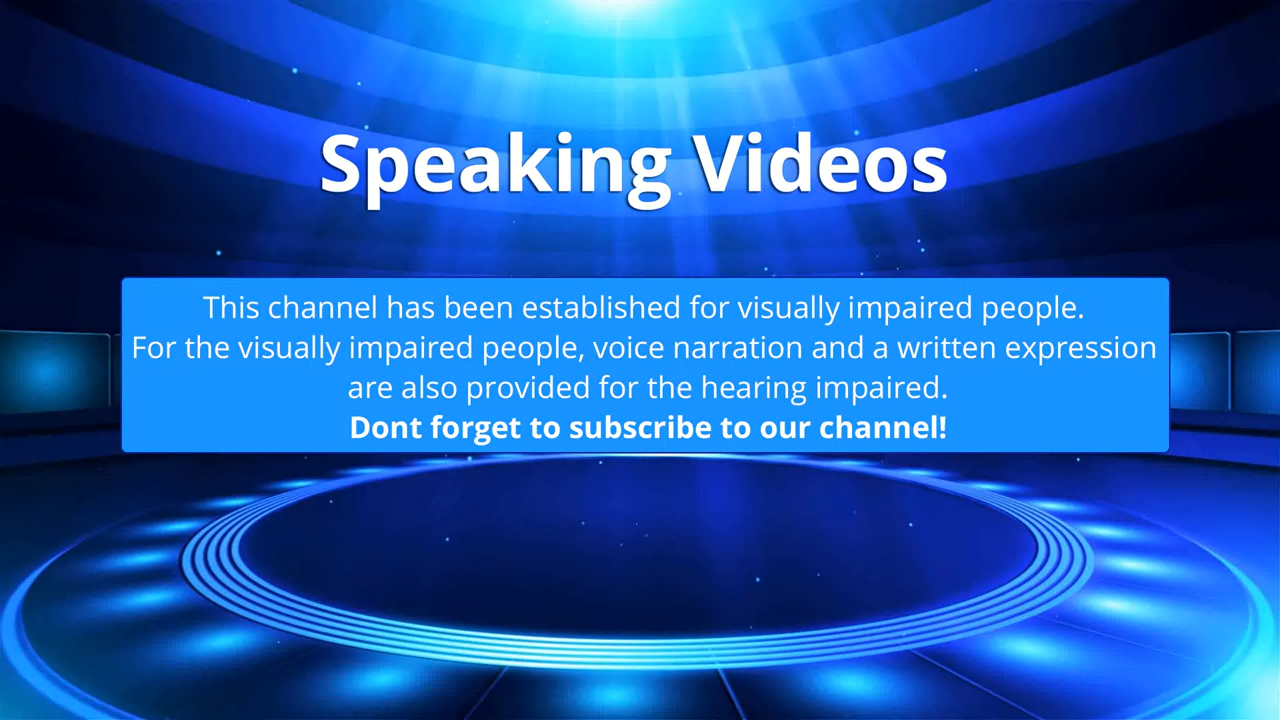 Speaking Videos
This channel has been established for visually impaired people.
For the visually impaired people, voice narration and a written expression
are also provided for the hearing impaired.
Dont forget to subscribe to our channel!